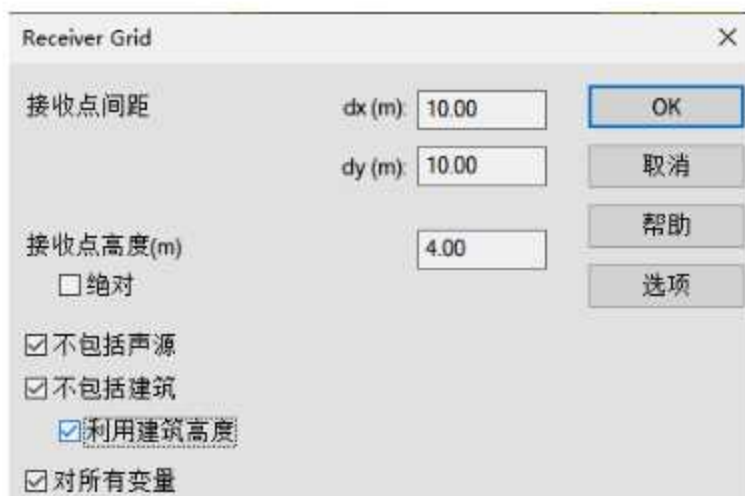 Receiver Grid
接收点间距 dx (m): 10.00 OK
dy (m): 10.00 取消
帮助
接收点高度(m) 4.00
绝对 选项
不包括声源
不包括建筑
利用建筑高度
对所有变量